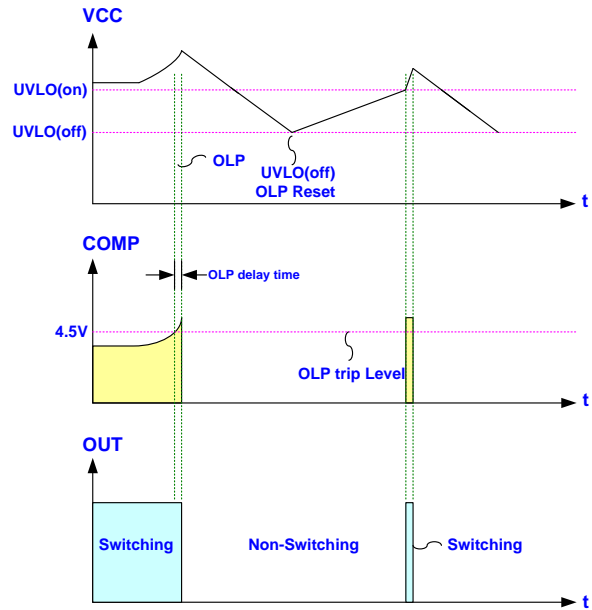 VCC
UVLO(on)
UVLO(off)
OLP
UVLO(off)
OLP Reset
t
COMP
OLP delay time
4.5V
OLP trip Level
t
OUT
Switching
Non-Switching
Switching
t